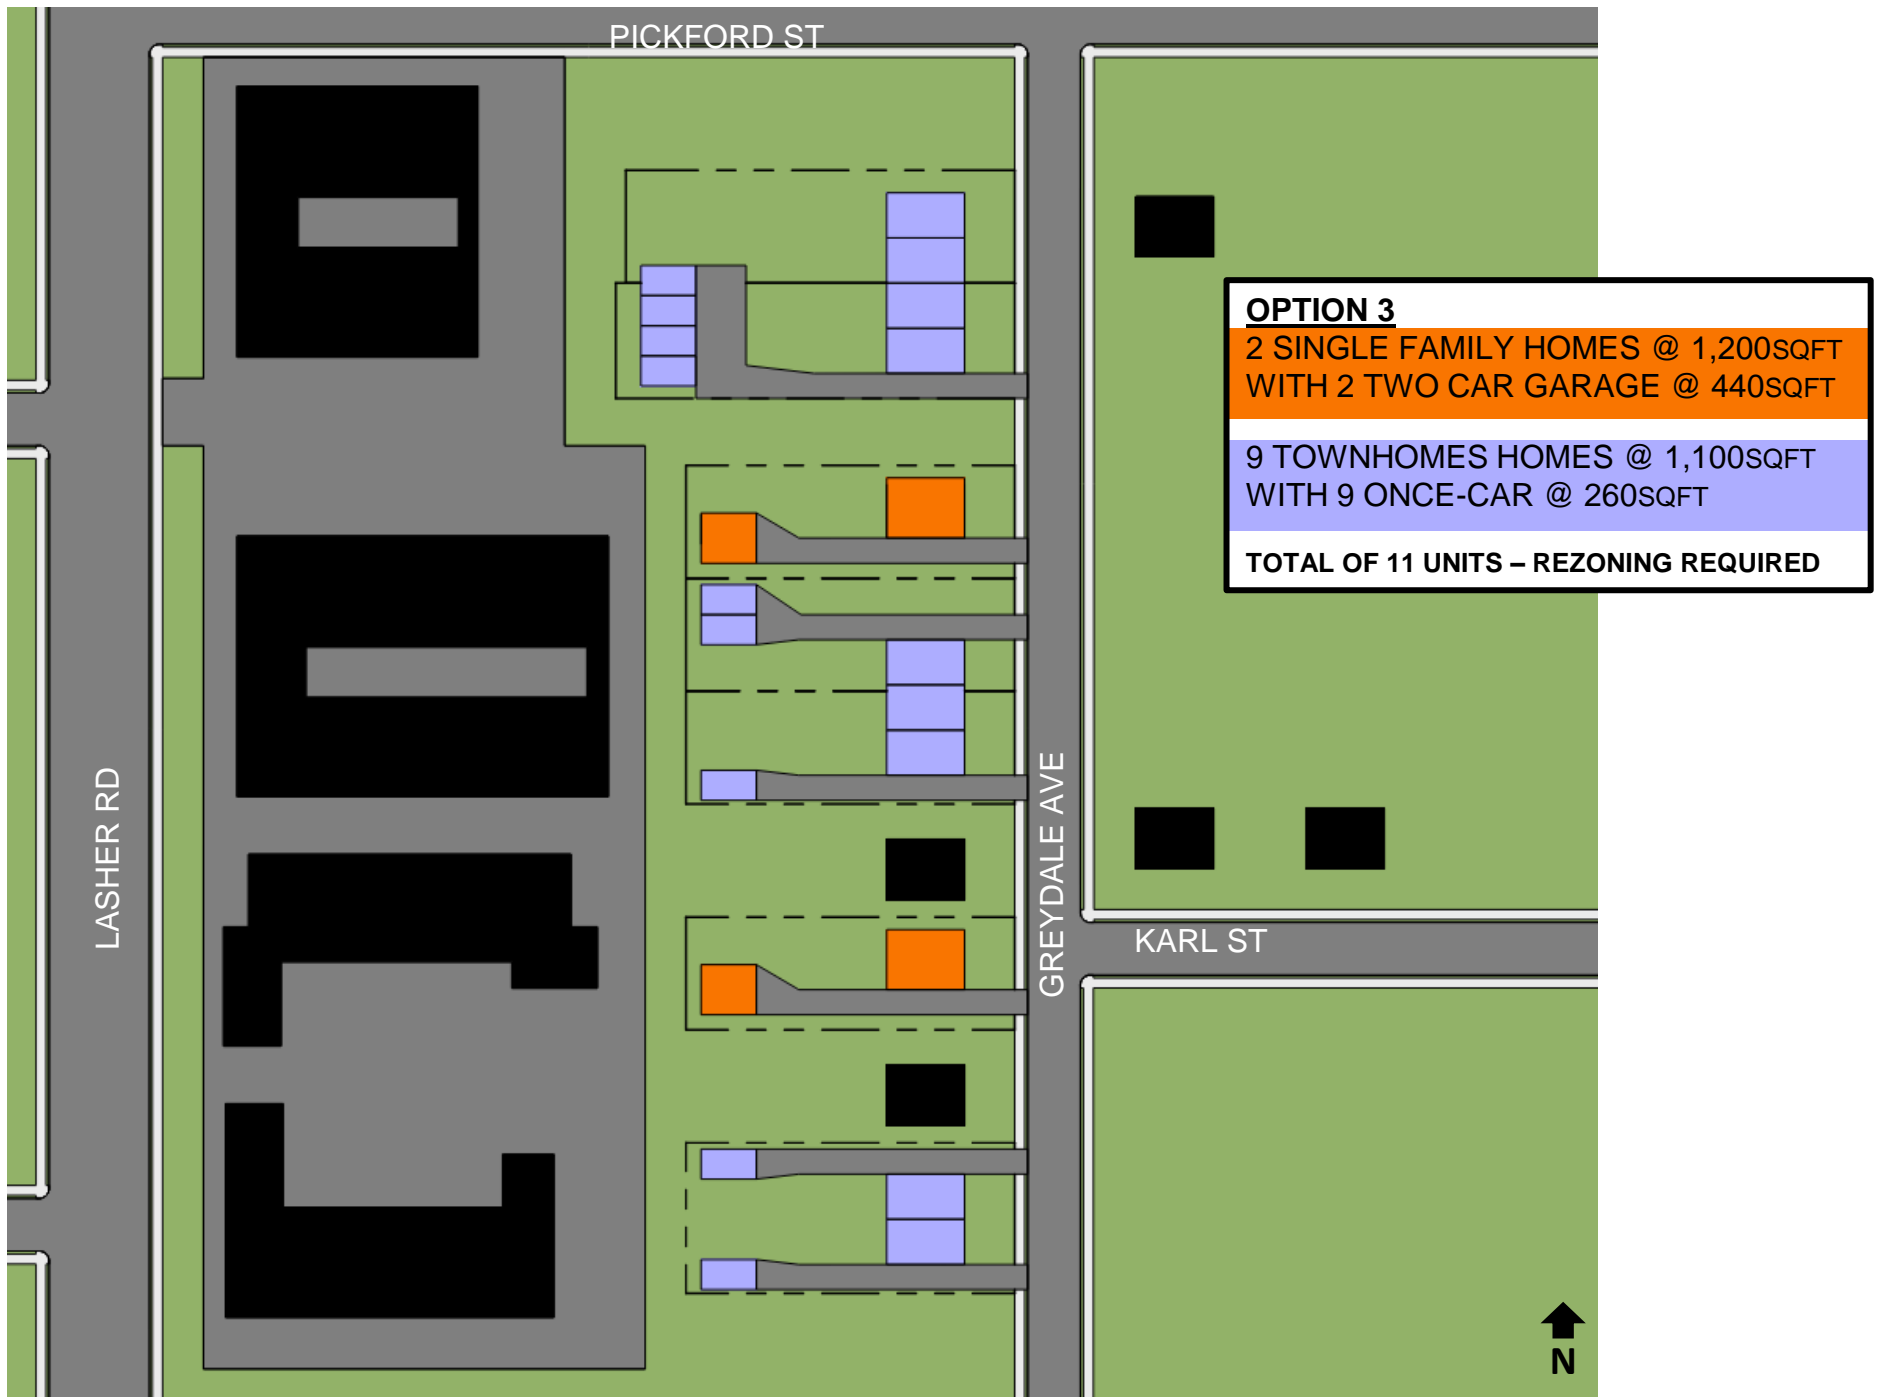 PICKFORD ST
OPTION 3
2 SINGLE FAMILY HOMES @ 1,200SQFT
WITH 2 TWO CAR GARAGE @ 440SQFT
9 TOWNHOMES HOMES @ 1,100SQFT
WITH 9 ONCE-CAR @ 260SQFT
TOTAL OF 11 UNITS – REZONING REQUIRED
LASHER RD
GREYDALE AVE
KARL ST
N